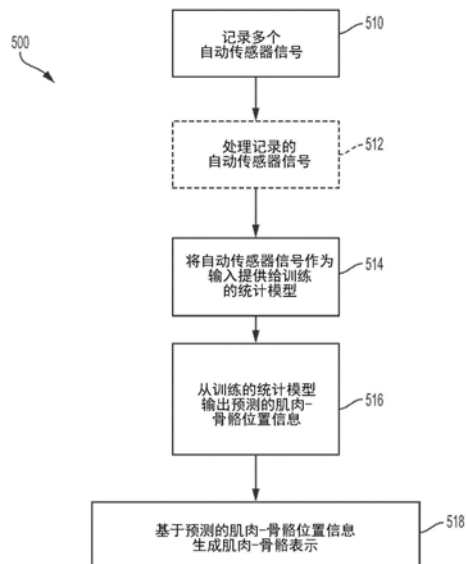 500
记录多个
自动传感器信号
510
处理记录的
自动传感器信号
512
将自动传感器信号作为
输入提供给训练
的统计模型
514
从训练的统计模型
输出预测的肌肉-
骨骼位置信息
516
基于预测的肌肉-骨骼位置信息
生成肌肉-骨骼表示
518